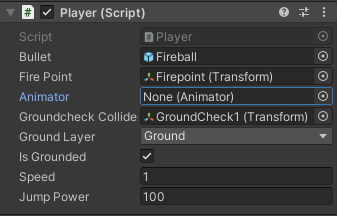 Player (Script)
Script Player
Bullet Fireball
Fire Point Firepoint (Transform)
Animator None (Animator)
Groundcheck Collide GroundCheck1 (Transform)
Ground Layer Ground
Is Grounded
Speed 1
Jump Power 100